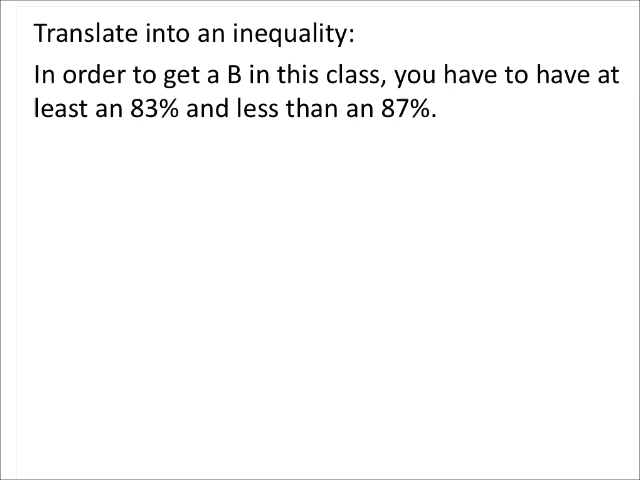 Translate into an inequality:
In order to get a B in this class, you have to have at
least an 83% and less than an 87%.